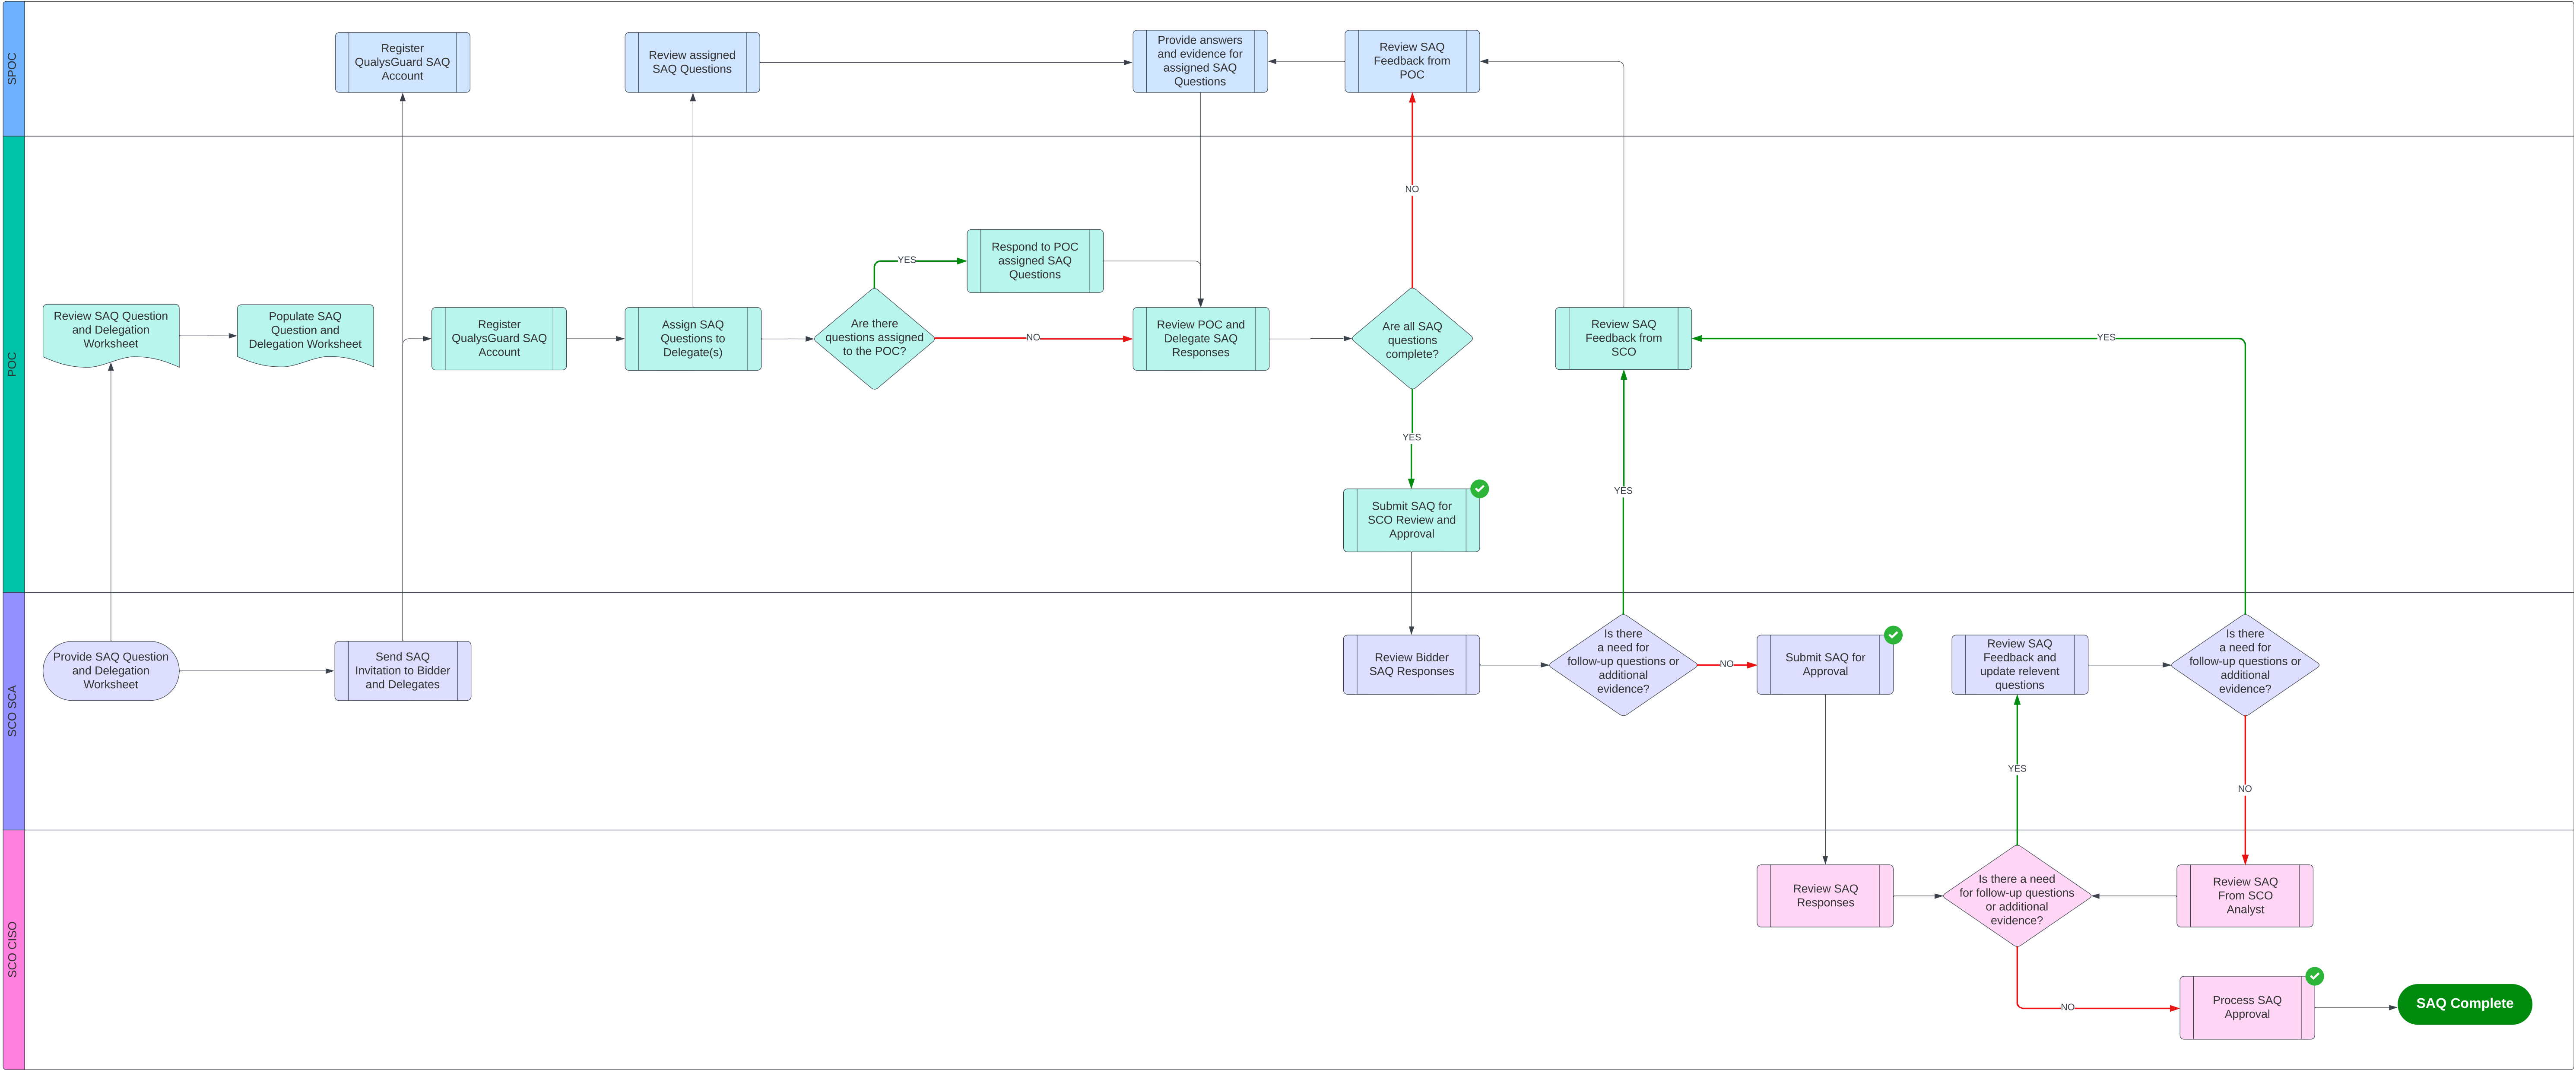 SPOC
Register
QualysGuard SAQ
Account
Review assigned
SAQ Questions
Provide answers
and evidence for
assigned SAQ
Questions
Review SAQ
Feedback from
POC
POC
Review SAQ Question
and Delegation
Worksheet
Populate SAQ
Question and
Delegation Worksheet
Register
QualysGuard SAQ
Account
Assign SAQ
Questions to
Delegate(s)
Are there
questions assigned
to the POC?
YES
Respond to POC
assigned SAQ
Questions
NO
Review POC and
Delegate SAQ
Responses
Are all SAQ
questions
complete?
NO
YES
Submit SAQ for
SCO Review and
Approval
Review SAQ
Feedback from
SCO
YES
YES
SCO SCA
Provide SAQ Question
and Delegation
Worksheet
Send SAQ
Invitation to Bidder
and Delegates
Review Bidder
SAQ Responses
Is there
a need for
follow-up questions or
additional
evidence?
NO
Submit SAQ for
Approval
Review SAQ
Feedback and
update relevent
questions
Is there
a need for
follow-up questions or
additional
evidence?
YES
NO
SCO CISO
Review SAQ
Responses
Is there a need
for follow-up questions
or additional
evidence?
Review SAQ
From SCO
Analyst
NO
Process SAQ
Approval
SAQ Complete